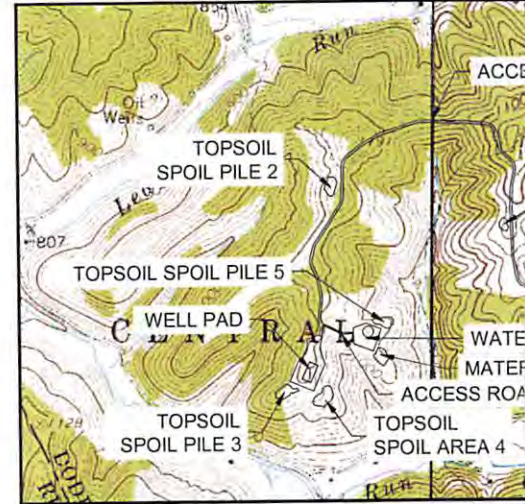 Run
ACCE
Oil
Wells
TOPSOIL
SPOIL PILE 2
807
TOPSOIL SPOIL PILE 5
CENTRAL
WELL PAD
WATE
MATER
ACCESS ROA
TOPSOIL
SPOIL PILE 3
TOPSOIL
SPOIL AREA 4
1128
Run